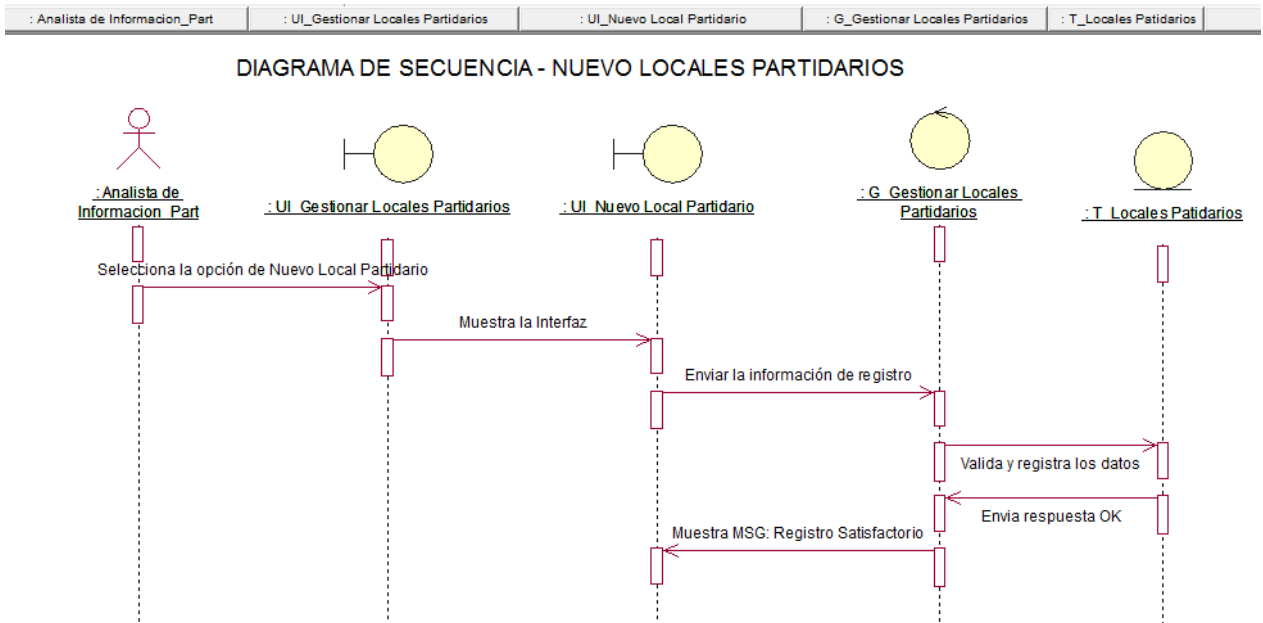 : Analista de Informacion_Part
: UI_Gestionar Locales Partidarios
: UI_Nuevo Local Partidario
: G_Gestionar Locales Partidarios
: T_Locales Patidarios
DIAGRAMA DE SECUENCIA - NUEVO LOCALES PARTIDARIOS
: Analista de
Informacion_Part
: UI_Gestionar Locales Partidarios
: UI_Nuevo Local Partidario
: G_Gestionar Locales
Partidarios
: T_Locales Patidarios
Selecciona la opción de Nuevo Local Partidario
Muestra la Interfaz
Enviar la información de registro
Valida y registra los datos
Envia respuesta OK
Muestra MSG: Registro Satisfactorio